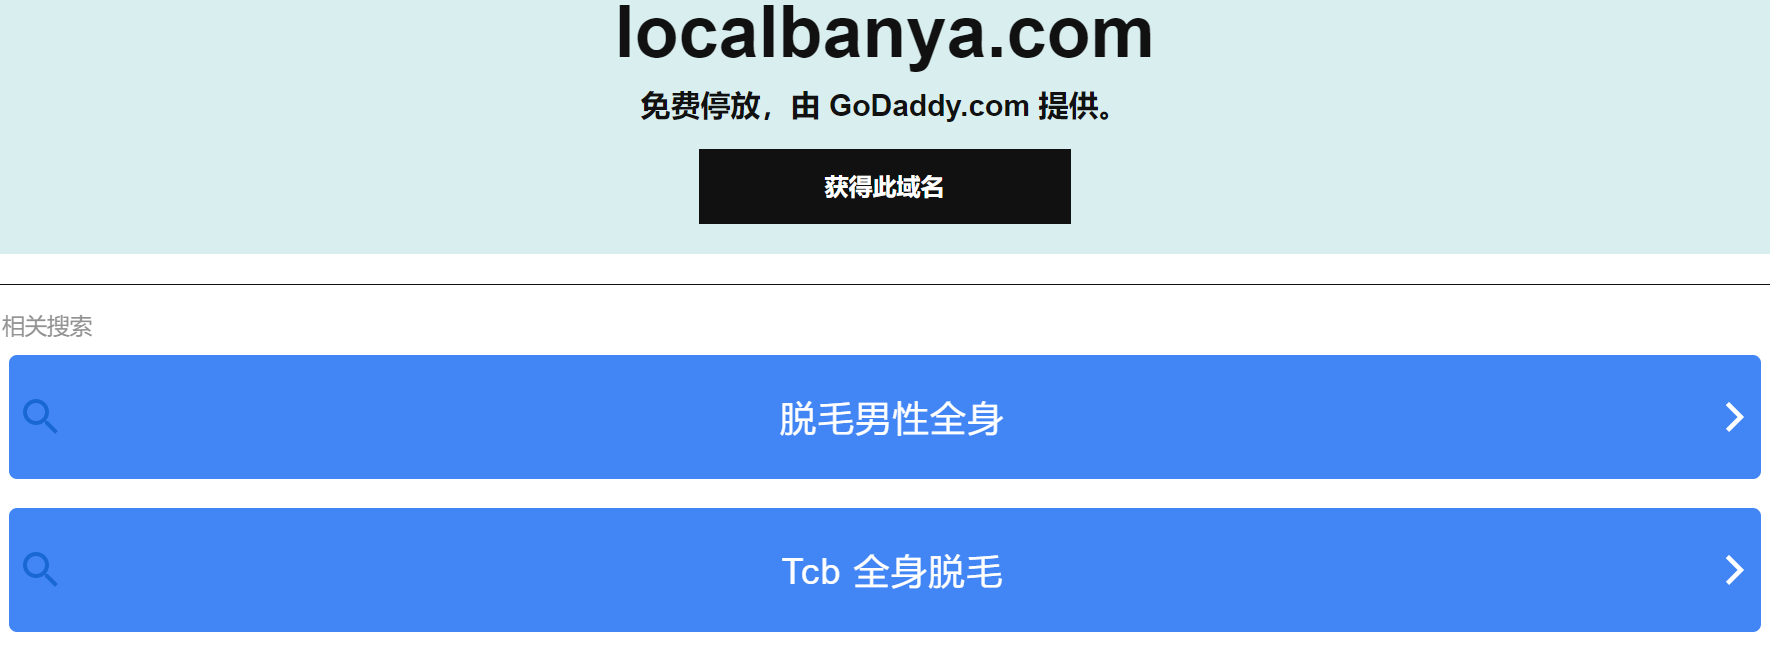 localbanya.com
免费停放，由 GoDaddy.com 提供。
获得此域名
相关搜索
脱毛男性全身
Tcb 全身脱毛